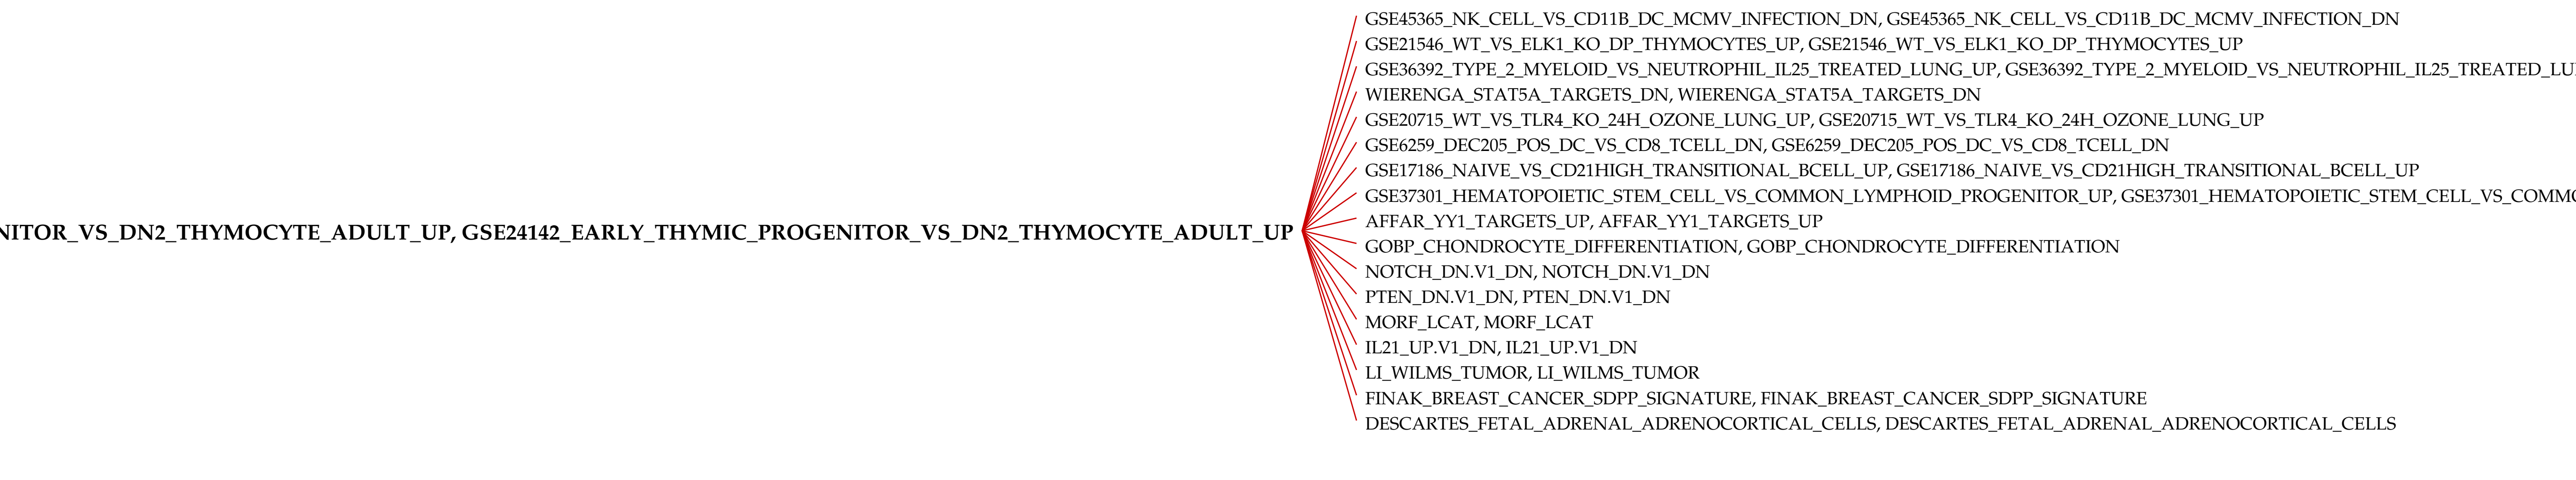 GSE45365_NK_CELL_VS_CD11B_DC_MCMV_INFECTION_DN, GSE45365_NK_CELL_VS_CD11B_DC_MCMV_INFECTION_DN
GSE21546_WT_VS_ELK1_KO_DP_THYMOCYTES_UP, GSE21546_WT_VS_ELK1_KO_DP_THYMOCYTES_UP
GSE36392_TYPE_2_MYELOID_VS_NEUTROPHIL_IL25_TREATED_LUNG_UP, GSE36392_TYPE_2_MYELOID_VS_NEUTROPHIL_IL25_TREATED_LU
WIERENGA_STAT5A_TARGETS_DN, WIERENGA_STAT5A_TARGETS_DN
GSE20715_WT_VS_TLR4_KO_24H_OZONE_LUNG_UP, GSE20715_WT_VS_TLR4_KO_24H_OZONE_LUNG_UP
GSE6259_DEC205_POS_DC_VS_CD8_TCELL_DN, GSE6259_DEC205_POS_DC_VS_CD8_TCELL_DN
GSE17186_NAIVE_VS_CD21HIGH_TRANSITIONAL_BCELL_UP, GSE17186_NAIVE_VS_CD21HIGH_TRANSITIONAL_BCELL_UP
GSE37301_HEMATOPOIETIC_STEM_CELL_VS_COMMON_LYMPHOID_PROGENITOR_UP, GSE37301_HEMATOPOIETIC_STEM_CELL_VS_COMMO
AFFAR_YY1_TARGETS_UP, AFFAR_YY1_TARGETS_UP
NITOR_VS_DN2_THYMOCYTE_ADULT_UP, GSE24142_EARLY_THYMIC_PROGENITOR_VS_DN2_THYMOCYTE_ADULT_UP
GOBP_CHONDROCYTE_DIFFERENTIATION, GOBP_CHONDROCYTE_DIFFERENTIATION
NOTCH_DN.V1_DN, NOTCH_DN.V1_DN
PTEN_DN.V1_DN, PTEN_DN.V1_DN
MORF_LCAT, MORF_LCAT
IL21_UP.V1_DN, IL21_UP.V1_DN
LI_WILMS_TUMOR, LI_WILMS_TUMOR
FINAK_BREAST_CANCER_SDPP_SIGNATURE, FINAK_BREAST_CANCER_SDPP_SIGNATURE
DESCARTES_FETAL_ADRENAL_ADRENOCORTICAL_CELLS, DESCARTES_FETAL_ADRENAL_ADRENOCORTICAL_CELLS